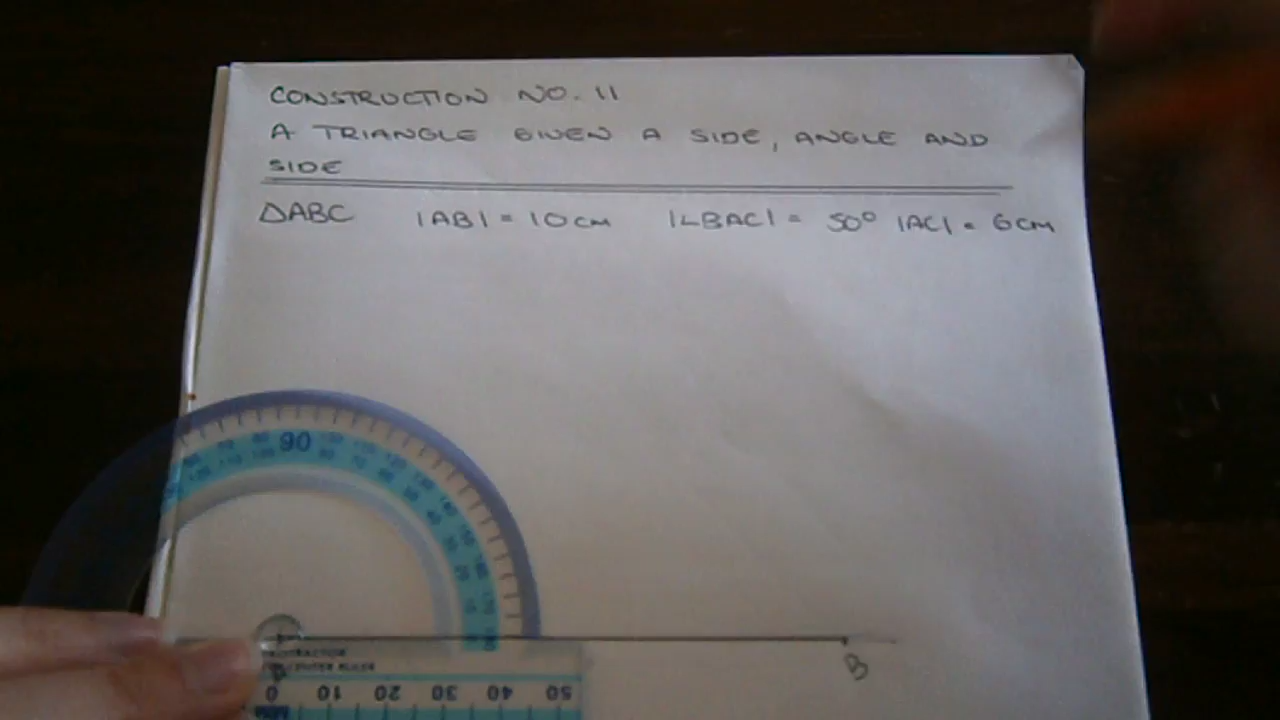 CONSTRUCTION NO. 11
A TRIANGLE GIVEN A SIDE, ANGLE AND
SIDE
ΔABC |AB| = 10cm |∠BAC| = 50° |AC| = 6cm
90
B
0 10 20 30 40 50